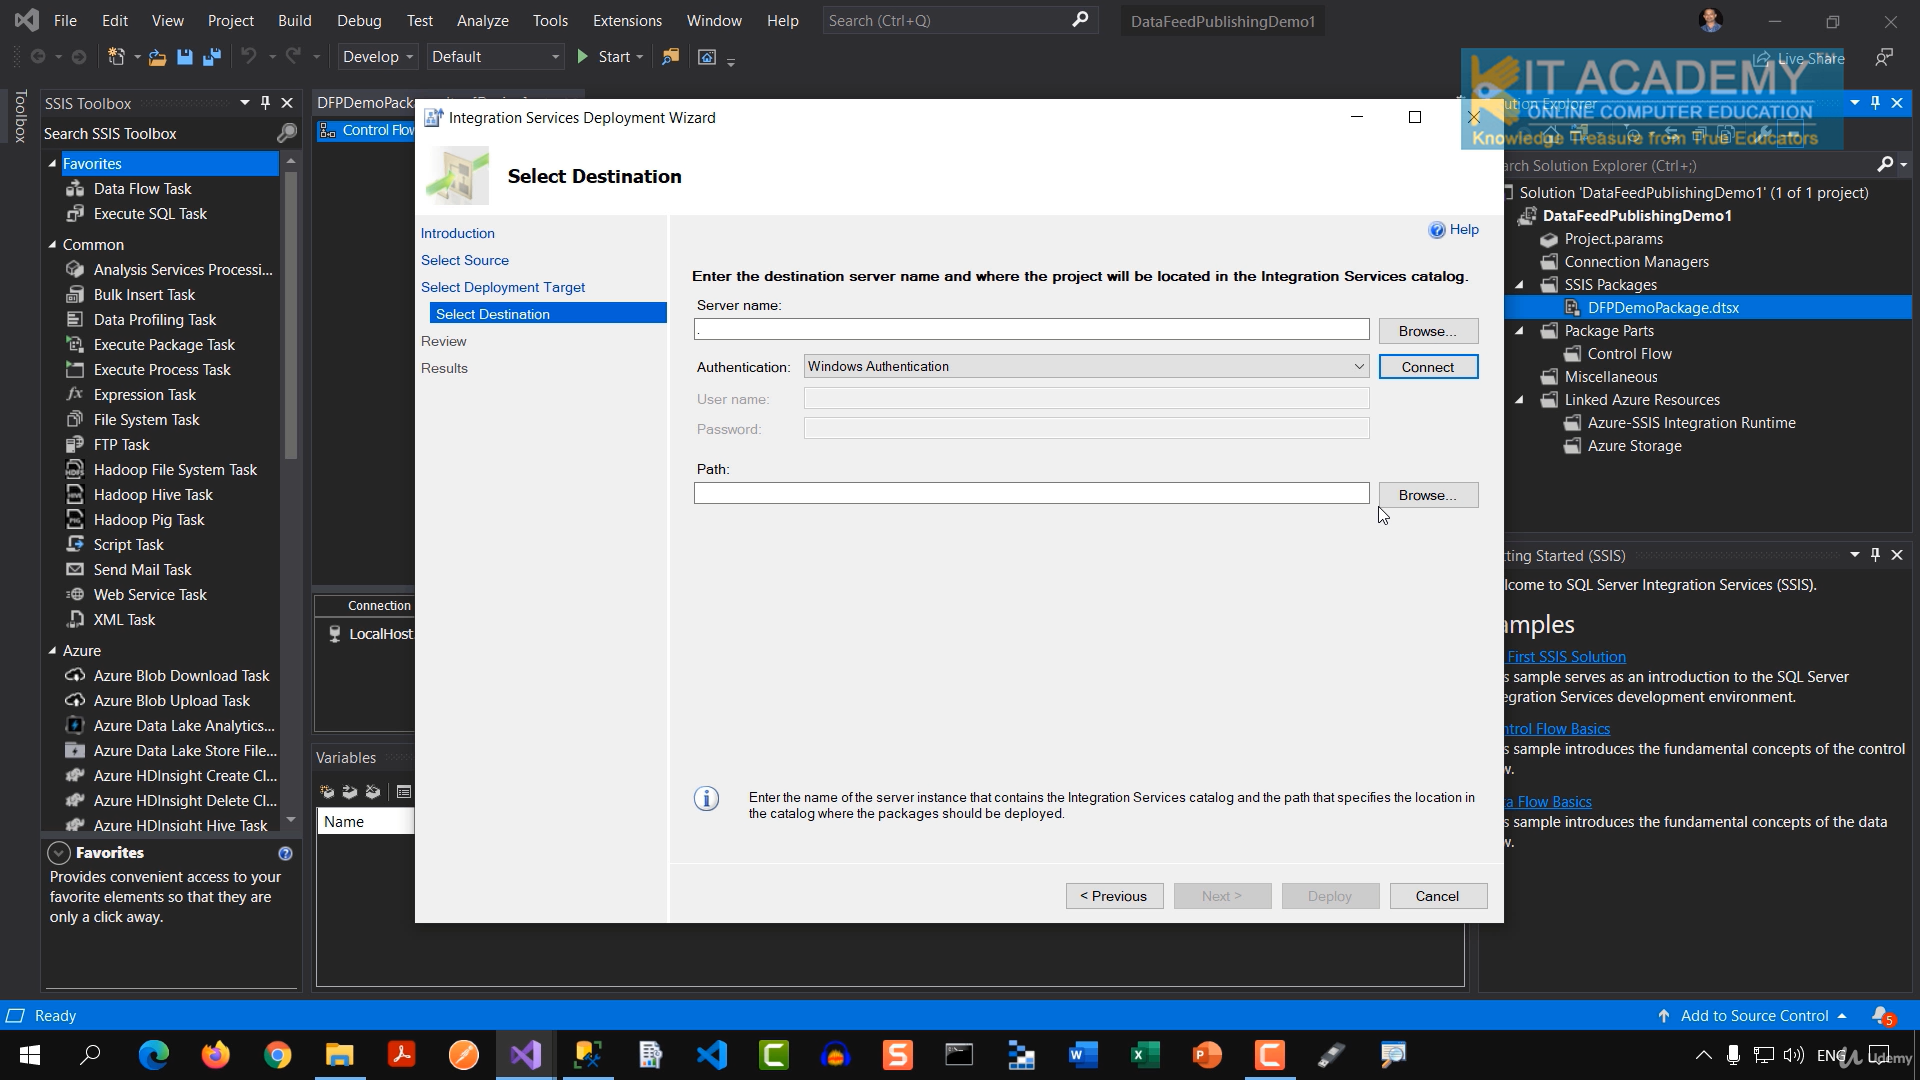 File Edit View Project Build Debug Test Analyze Tools Extensions Window Help Search (Ctrl+Q) DataFeedPublishingDemo1
Develop Default Start Live Share
IT ACADEMY
ONLINE COMPUTER EDUCATION
Knowledge Treasure from True Educators
Toolbox
SSIS Toolbox
Search SSIS Toolbox
Favorites
Data Flow Task
Execute SQL Task
Common
Analysis Services Processi...
Bulk Insert Task
Data Profiling Task
Execute Package Task
Execute Process Task
Expression Task
File System Task
FTP Task
Hadoop File System Task
Hadoop Hive Task
Hadoop Pig Task
Script Task
Send Mail Task
Web Service Task
XML Task
Azure
Azure Blob Download Task
Azure Blob Upload Task
Azure Data Lake Analytics...
Azure Data Lake Store File...
Azure HDInsight Create Cl...
Azure HDInsight Delete Cl...
Azure HDInsight Hive Task
Favorites
Provides convenient access to your
favorite elements so that they are
only a click away.
DFPDemoPack
Control Flow
Connection
LocalHost
Variables
Name
Integration Services Deployment Wizard
Select Destination
Introduction
Select Source
Select Deployment Target
Select Destination
Review
Results
Help
Enter the destination server name and where the project will be located in the Integration Services catalog.
Server name:
. Browse...
Authentication: Windows Authentication Connect
User name:
Password:
Path:
Browse...
Enter the name of the server instance that contains the Integration Services catalog and the path that specifies the location in
the catalog where the packages should be deployed.
< Previous Next > Deploy Cancel
ution Explorer
rch Solution Explorer (Ctrl+;)
Solution 'DataFeedPublishingDemo1' (1 of 1 project)
DataFeedPublishingDemo1
Project.params
Connection Managers
SSIS Packages
DFPDemoPackage.dtsx
Package Parts
Control Flow
Miscellaneous
Linked Azure Resources
Azure-SSIS Integration Runtime
Azure Storage
tting Started (SSIS)
lcome to SQL Server Integration Services (SSIS).
amples
First SSIS Solution
s sample serves as an introduction to the SQL Server
egration Services development environment.
ntrol Flow Basics
s sample introduces the fundamental concepts of the control
w.
ta Flow Basics
s sample introduces the fundamental concepts of the data
w.
Ready Add to Source Control 5
ENG Udemy